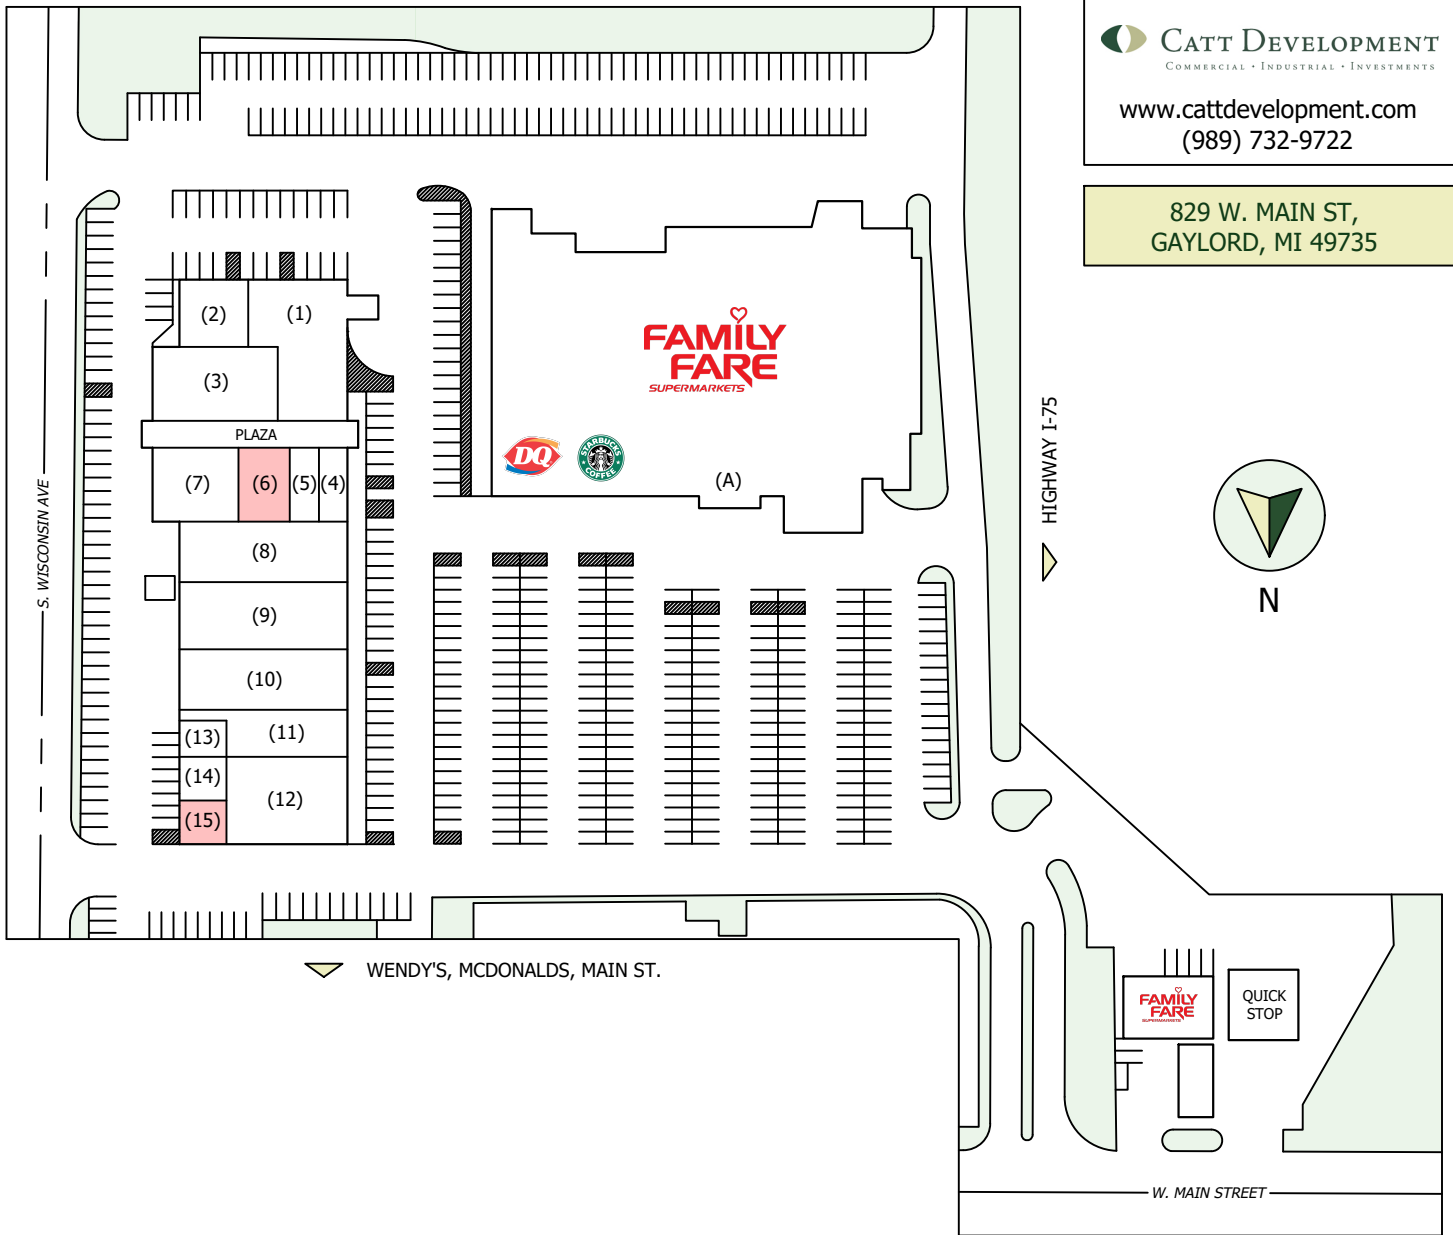 CATT DEVELOPMENT
COMMERCIAL • INDUSTRIAL • INVESTMENTS
www.cattdevelopment.com
(989) 732-9722
829 W. MAIN ST,
GAYLORD, MI 49735
(2)
(1)
(3)
PLAZA
(7)
(6)
(5)
(4)
(8)
(9)
(10)
(11)
(13)
(14)
(12)
(15)
FAMILY
FARE
SUPERMARKETS
DQ
STARBUCKS
COFFEE
(A)
S. WISCONSIN AVE
HIGHWAY I-75
N
WENDY'S, MCDONALDS, MAIN ST.
FAMILY
FARE
SUPERMARKETS
QUICK
STOP
W. MAIN STREET